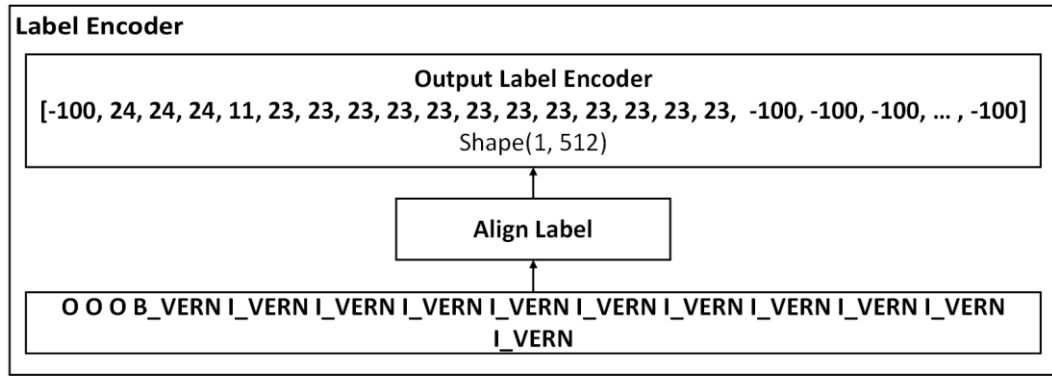 Label Encoder
Output Label Encoder
[-100, 24, 24, 24, 11, 23, 23, 23, 23, 23, 23, 23, 23, 23, 23, 23, 23, -100, -100, -100, ... , -100]
Shape(1, 512)
Align Label
O O O B_VERN I_VERN I_VERN I_VERN I_VERN I_VERN I_VERN I_VERN I_VERN I_VERN
I_VERN